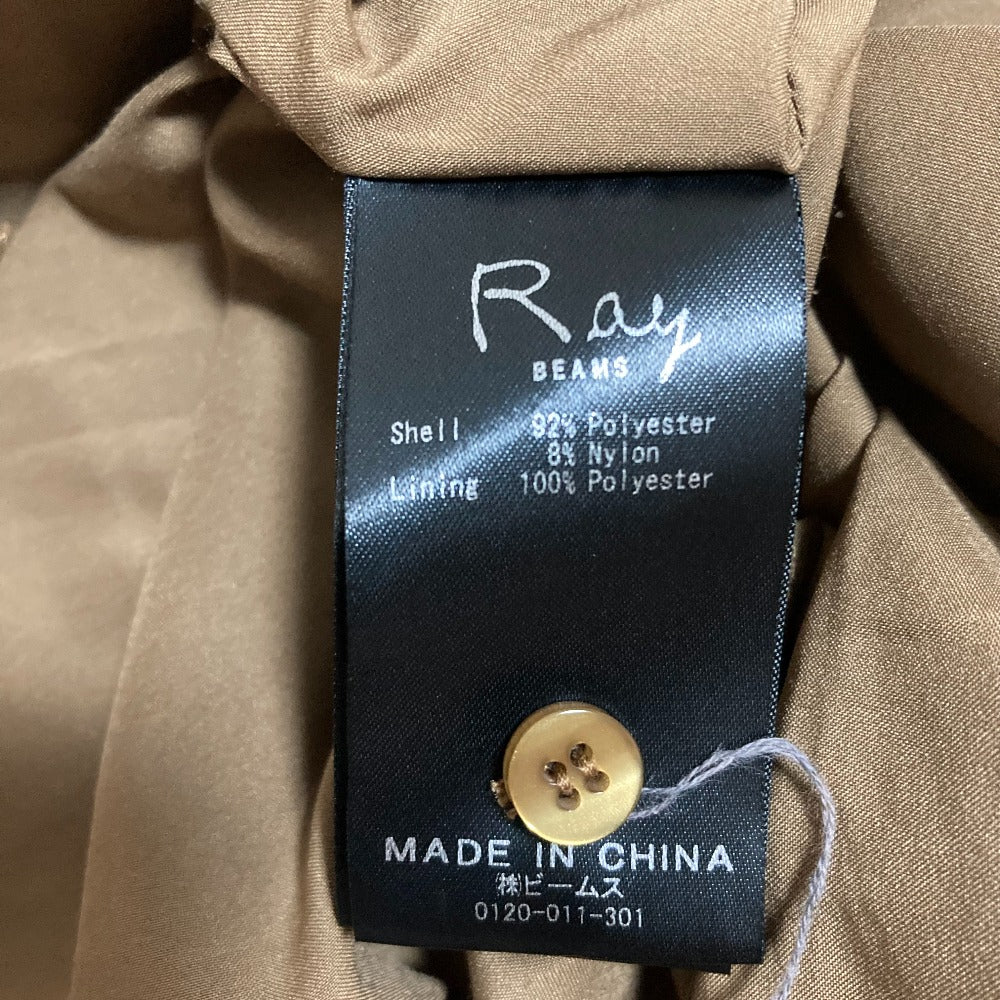 Ray
BEAMS
Shell 92% Polyester
8% Nylon
Lining 100% Polyester
MADE IN CHINA
㈱ビームス
0120-011-301